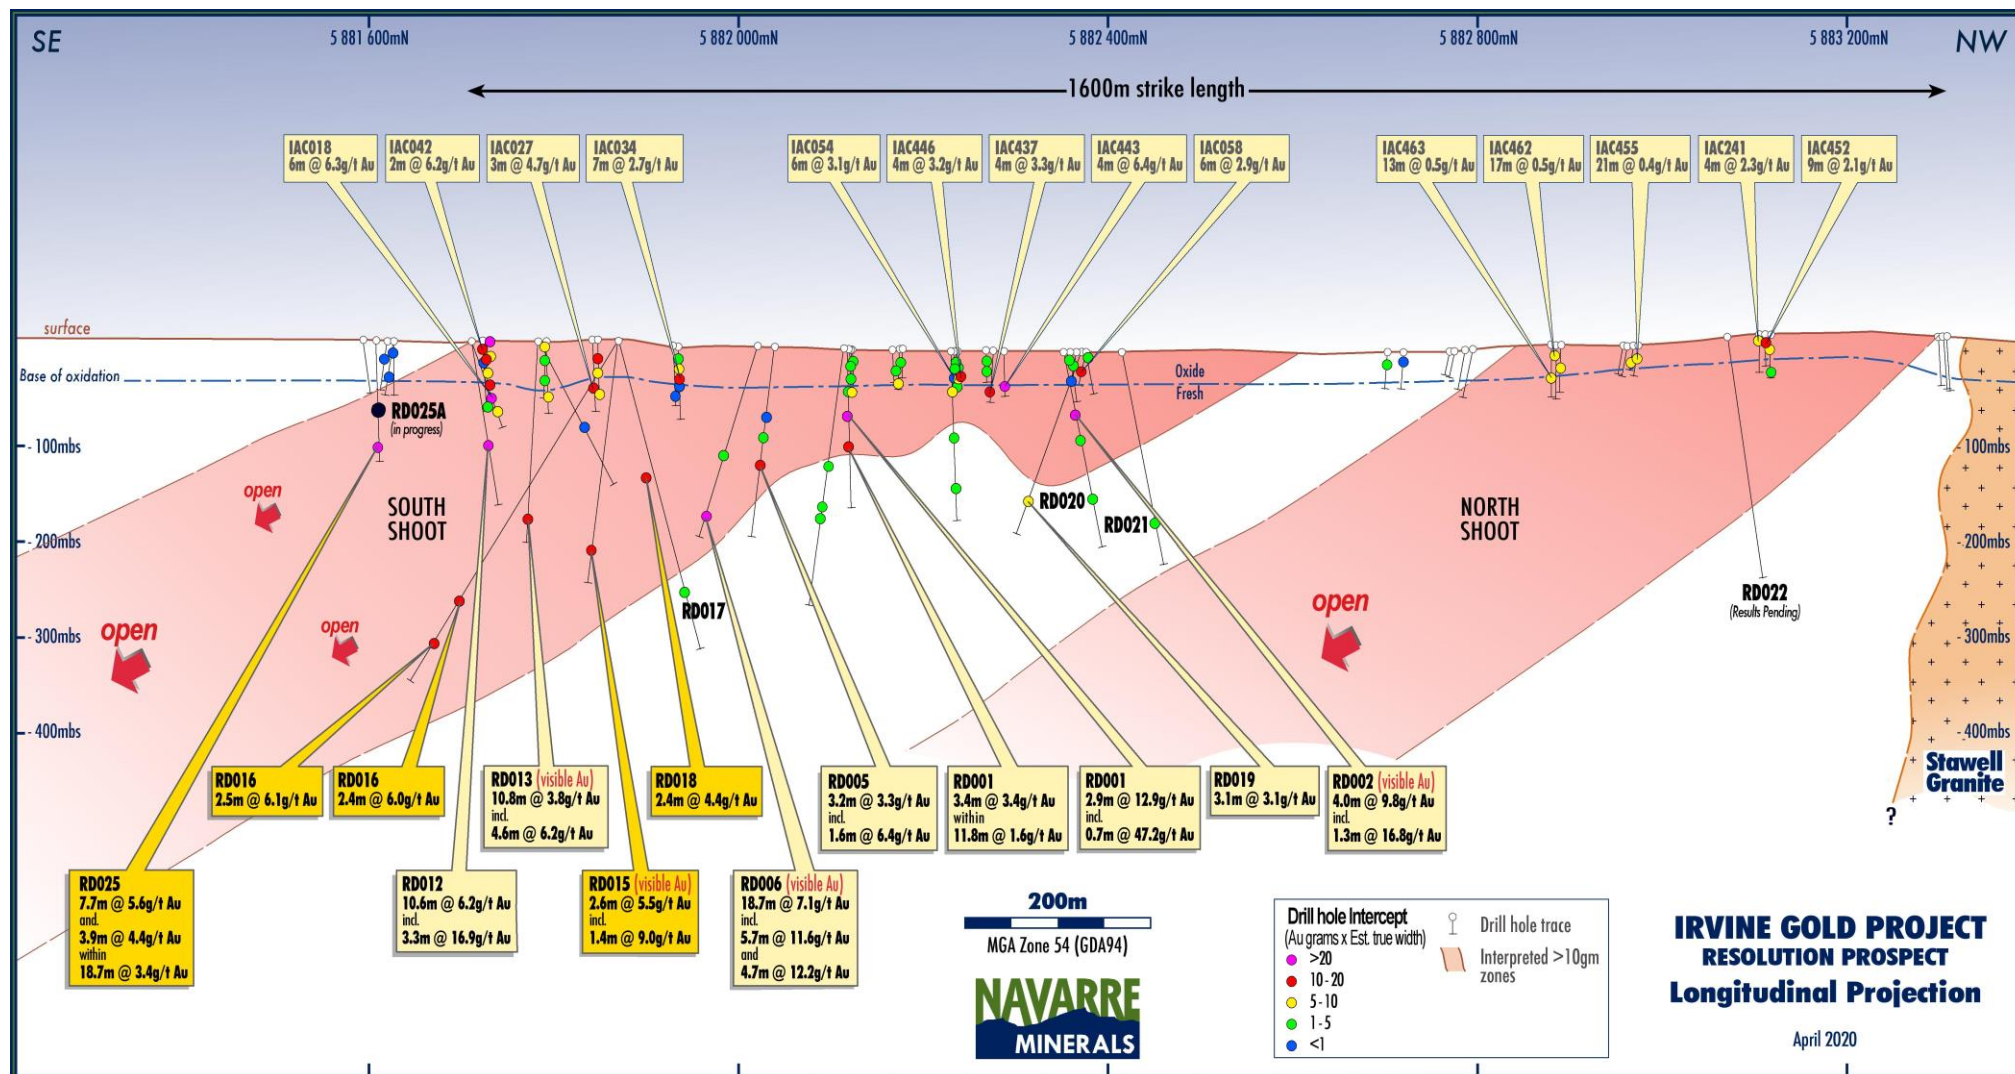 SE
5 881 600mN
5 882 000mN
5 882 400mN
5 882 800mN
5 883 200mN
NW
1600m strike length
IAC018
6m @ 6.3g/t Au
IAC042
2m @ 6.2g/t Au
IAC027
3m @ 4.7g/t Au
IAC034
7m @ 2.7g/t Au
IAC054
6m @ 3.1g/t Au
IAC446
4m @ 3.2g/t Au
IAC437
4m @ 3.3g/t Au
IAC443
4m @ 6.4g/t Au
IAC058
6m @ 2.9g/t Au
IAC463
13m @ 0.5g/t Au
IAC462
17m @ 0.5g/t Au
IAC455
21m @ 0.4g/t Au
IAC241
4m @ 2.3g/t Au
IAC452
9m @ 2.1g/t Au
surface
Base of oxidation
Oxide
Fresh
RD025A
(in progress)
- 100mbs
-100mbs
open
SOUTH
SHOOT
RD020
RD021
NORTH
SHOOT
- 200mbs
-200mbs
RD017
RD022
(Results Pending)
open
open
open
- 300mbs
-300mbs
- 400mbs
-400mbs
Stawell
Granite
?
RD016
2.5m @ 6.1g/t Au
RD016
2.4m @ 6.0g/t Au
RD013 (visible Au)
10.8m @ 3.8g/t Au
incl.
4.6m @ 6.2g/t Au
RD018
2.4m @ 4.4g/t Au
RD005
3.2m @ 3.3g/t Au
incl.
1.6m @ 6.4g/t Au
RD001
3.4m @ 3.4g/t Au
within
11.8m @ 1.6g/t Au
RD001
2.9m @ 12.9g/t Au
incl.
0.7m @ 47.2g/t Au
RD019
3.1m @ 3.1g/t Au
RD002 (visible Au)
4.0m @ 9.8g/t Au
incl.
1.3m @ 16.8g/t Au
RD025
7.7m @ 5.6g/t Au
and.
3.9m @ 4.4g/t Au
within
18.7m @ 3.4g/t Au
RD012
10.6m @ 6.2g/t Au
incl.
3.3m @ 16.9g/t Au
RD015 (visible Au)
2.6m @ 5.5g/t Au
incl.
1.4m @ 9.0g/t Au
RD006 (visible Au)
18.7m @ 7.1g/t Au
incl.
5.7m @ 11.6g/t Au
and
4.7m @ 12.2g/t Au
200m
MGA Zone 54 (GDA94)
NAVARRE
MINERALS
Drill hole Intercept
(Au grams x Est. true width)
>20
10-20
5-10
1-5
<1
Drill hole trace
Interpreted >10gm
zones
IRVINE GOLD PROJECT
RESOLUTION PROSPECT
Longitudinal Projection
April 2020